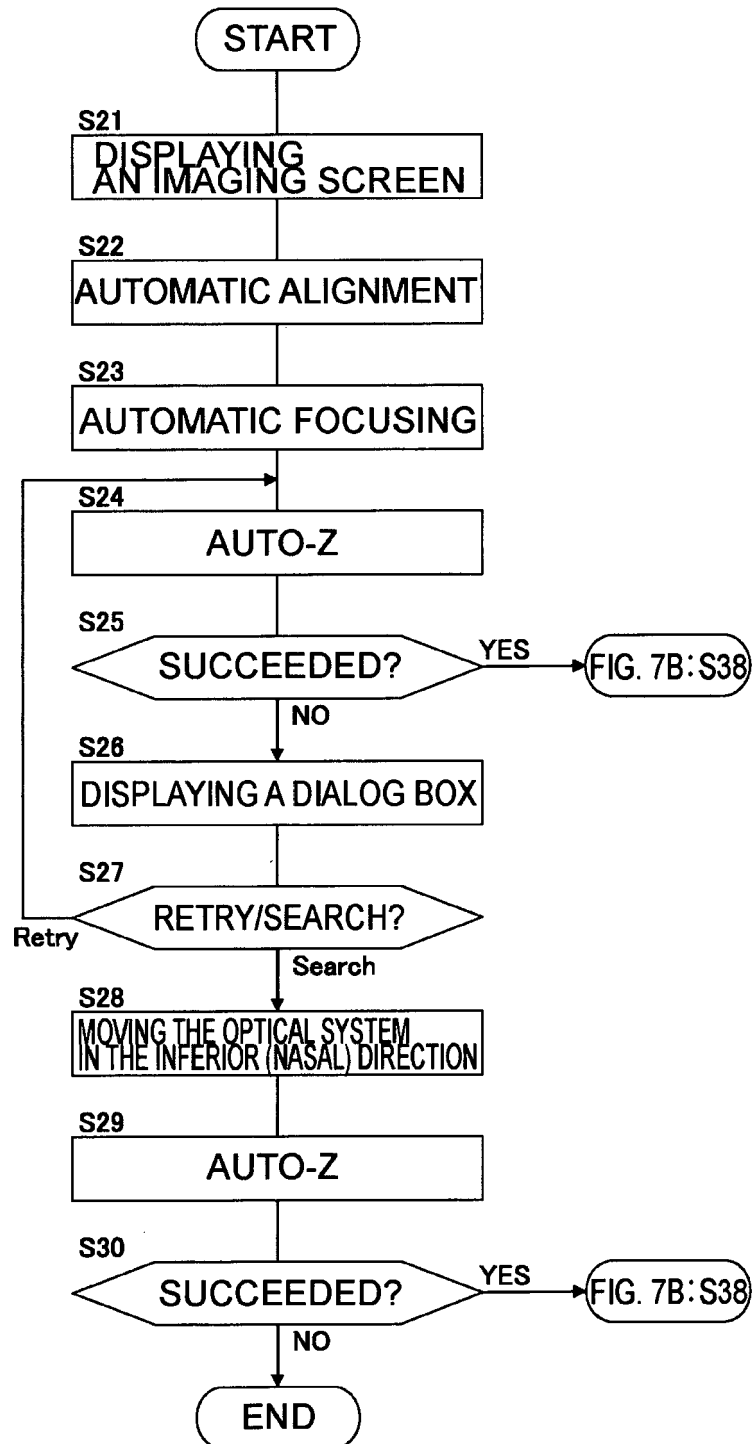 START
S21
DISPLAYING
AN IMAGING SCREEN
S22
AUTOMATIC ALIGNMENT
S23
AUTOMATIC FOCUSING
S24
AUTO-Z
S25
SUCCEEDED?
YES
FIG. 7B:S38
NO
S26
DISPLAYING A DIALOG BOX
S27
RETRY/SEARCH?
Retry
Search
S28
MOVING THE OPTICAL SYSTEM
IN THE INFERIOR (NASAL) DIRECTION
S29
AUTO-Z
S30
SUCCEEDED?
YES
FIG. 7B:S38
NO
END